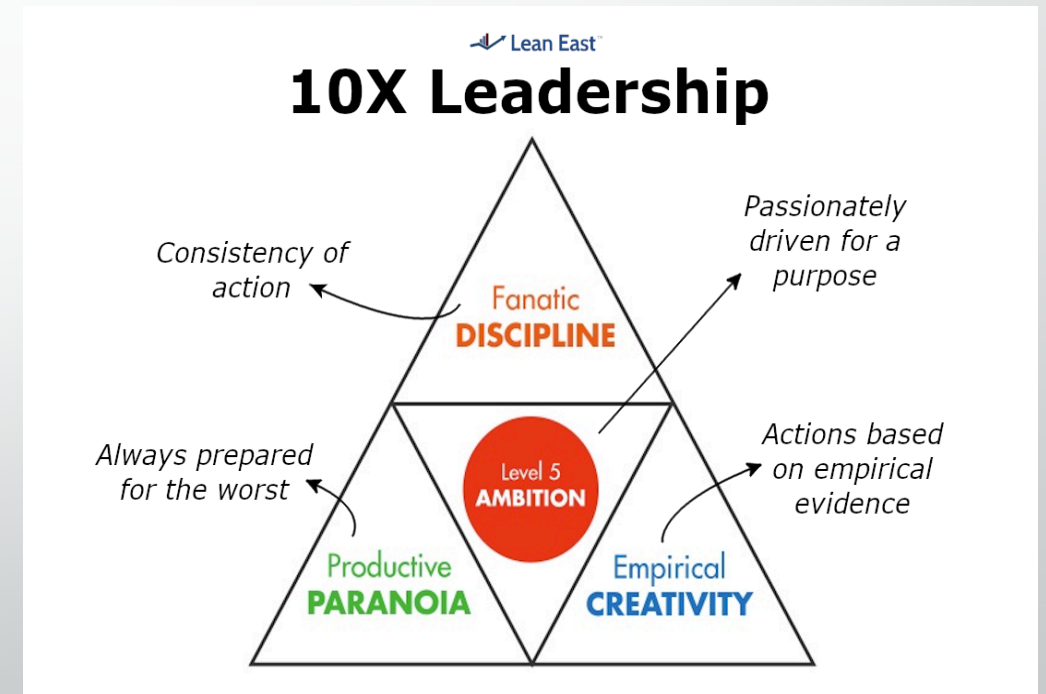 Lean East™
10X Leadership
Passionately
driven for a
purpose
Consistency of
action
Fanatic
DISCIPLINE
Always prepared
for the worst
Level 5
AMBITION
Actions based
on empirical
evidence
Productive
PARANOIA
Empirical
CREATIVITY